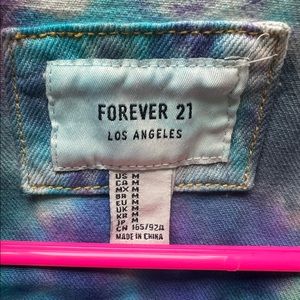 FOREVER 21
LOS ANGELES
US M
CA M
MX M
BR M
EU M
UK M
KR M
JP M
CN 165/92A
MADE IN CHINA